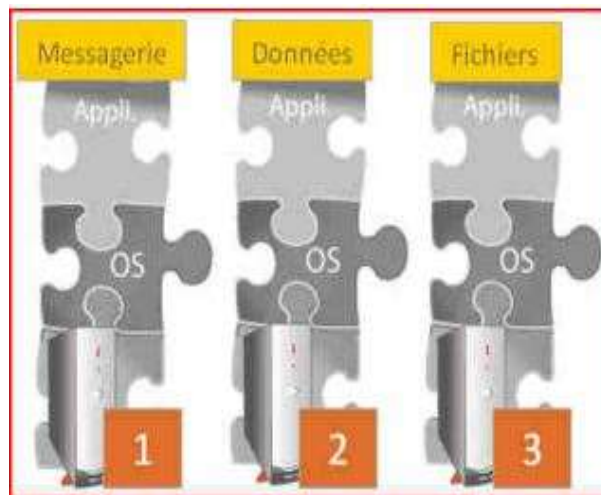 Messagerie
Données
Fichiers
Appli.
Appli.
Appli.
OS
OS
OS
1
2
3